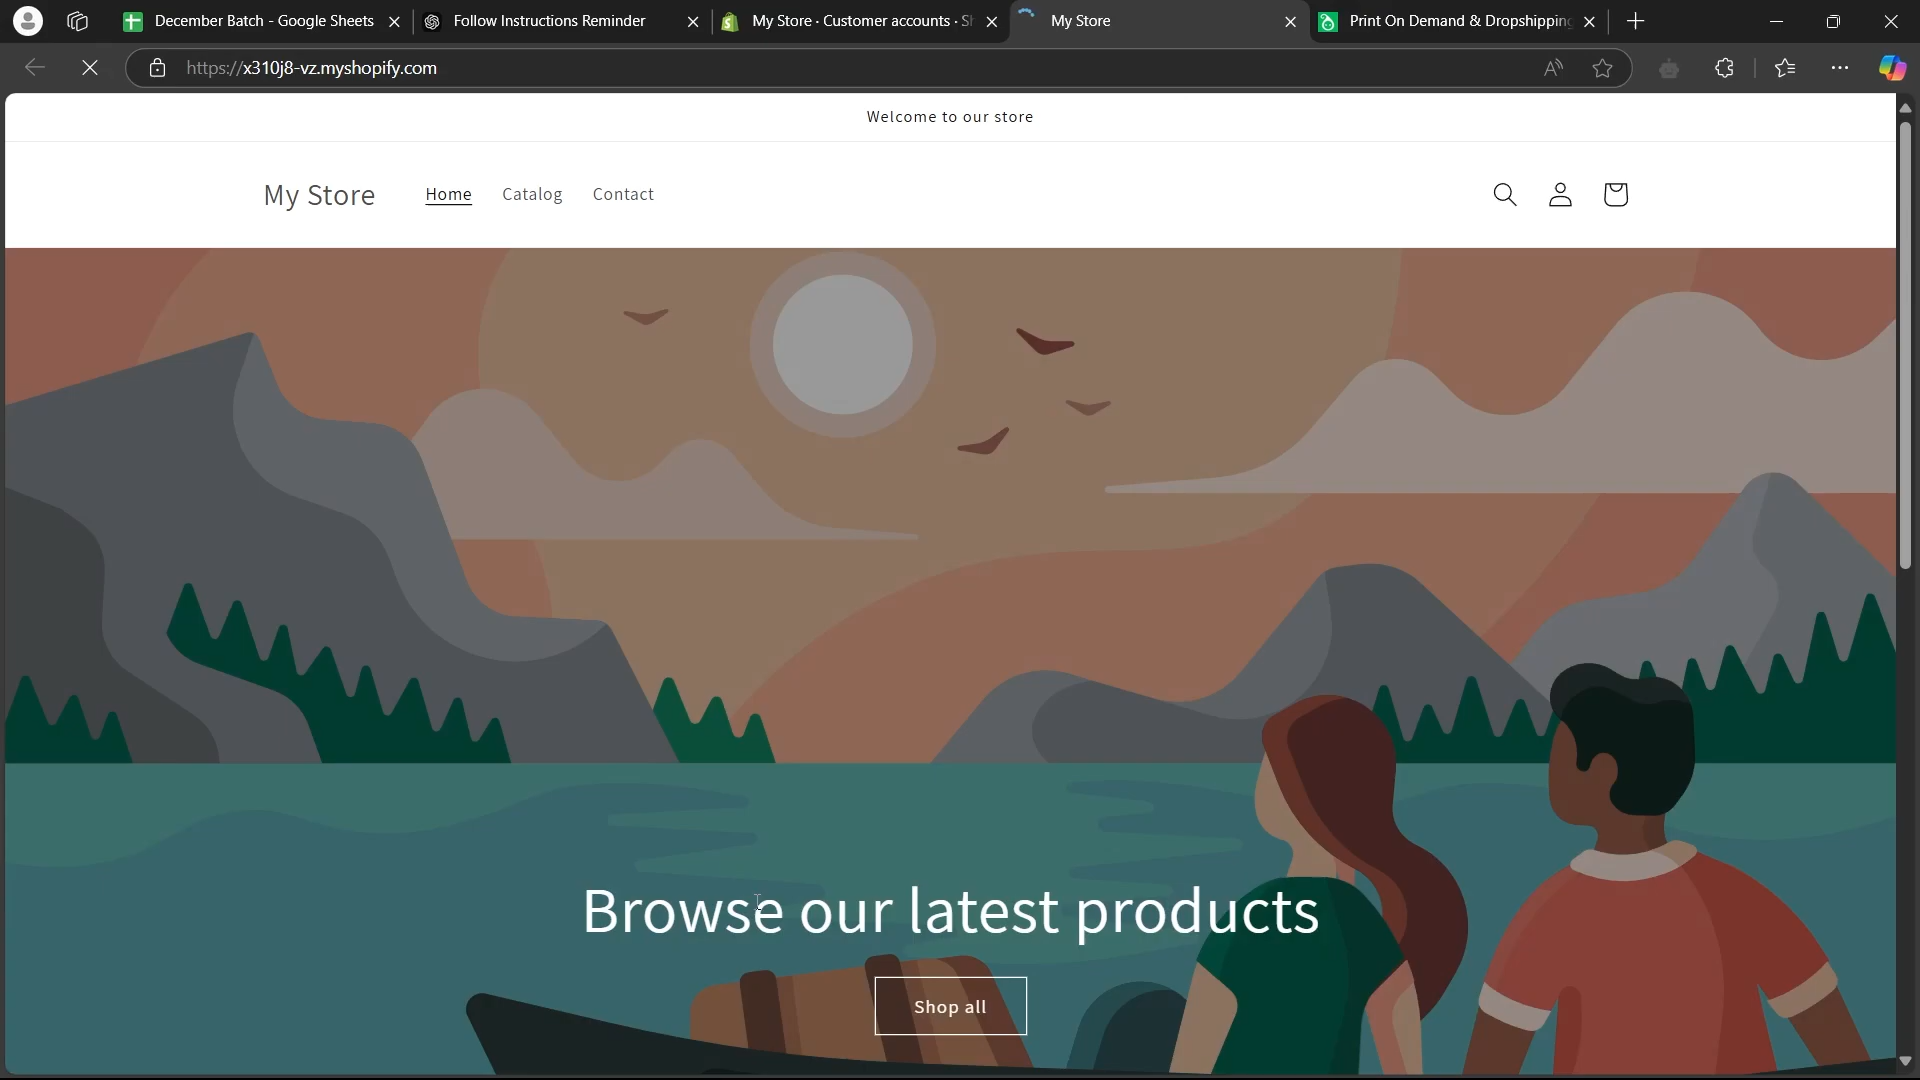 December Batch - Google Sheets
Follow Instructions Reminder
My Store · Customer accounts · Sh
My Store
Print On Demand & Dropshipping
https://x310j8-vz.myshopify.com
Welcome to our store
My Store
Home
Catalog
Contact
Browse our latest products
Shop all